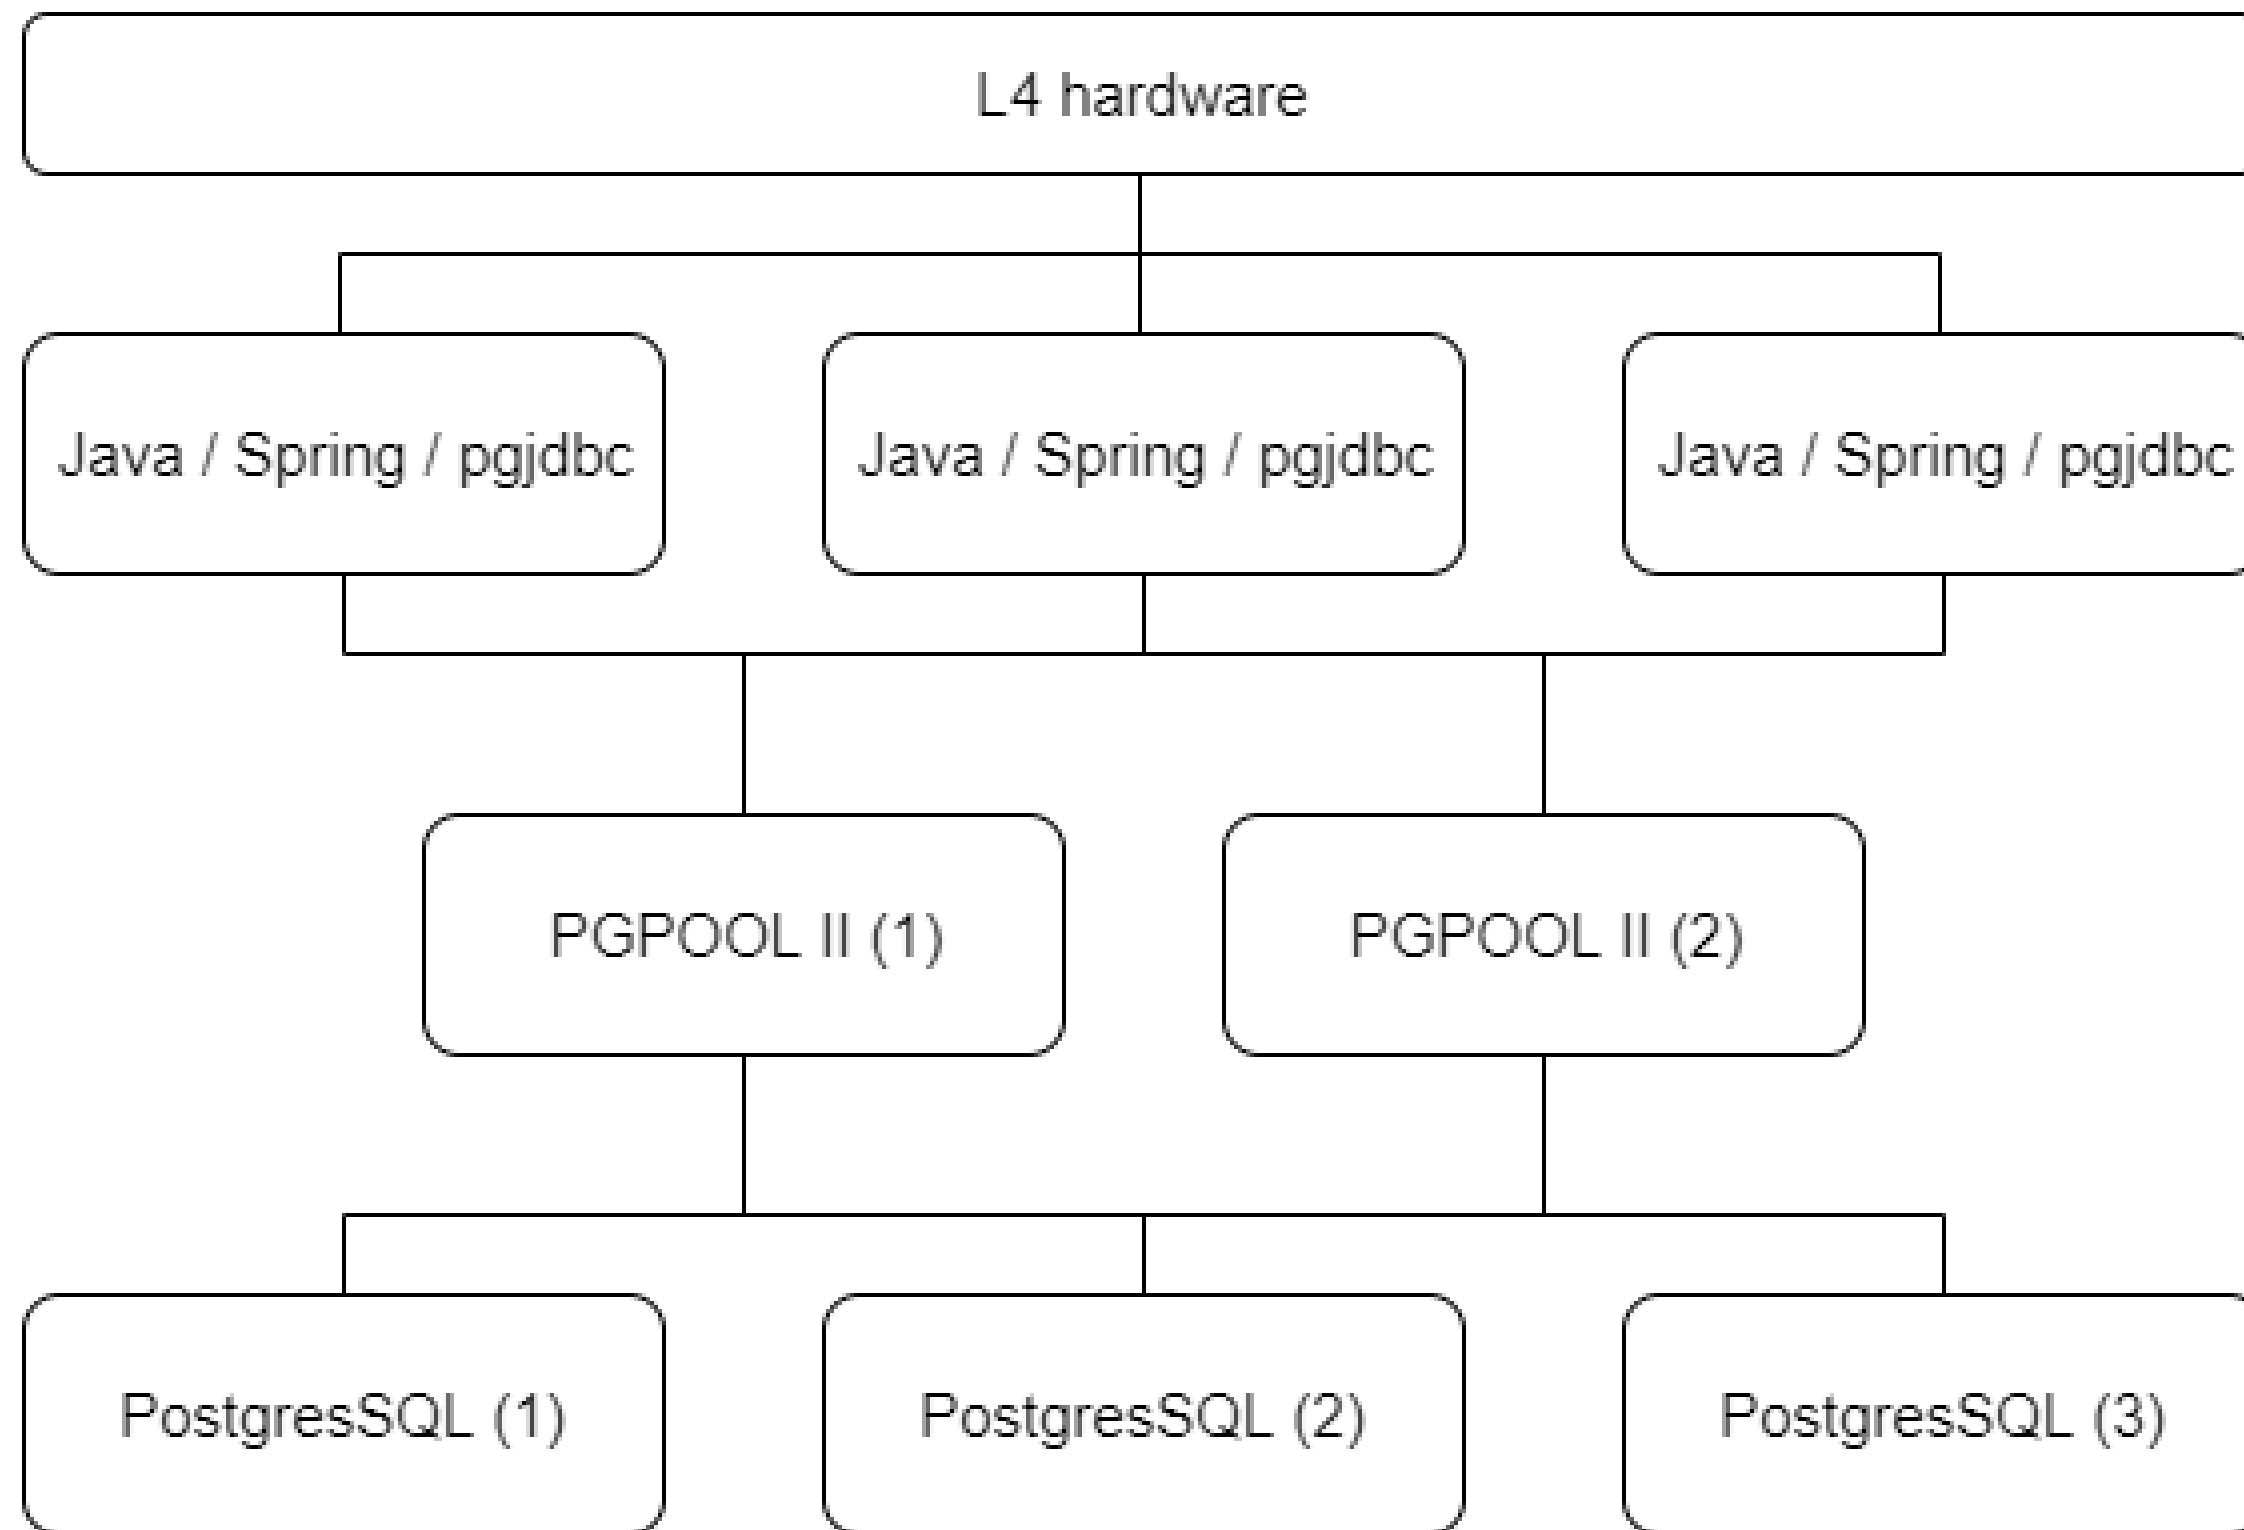 L4 hardware
Java / Spring / pgjdbc
Java / Spring / pgjdbc
Java / Spring / pgjdbc
PGPOOL II (1)
PGPOOL II (2)
PostgresSQL (1)
PostgresSQL (2)
PostgresSQL (3)